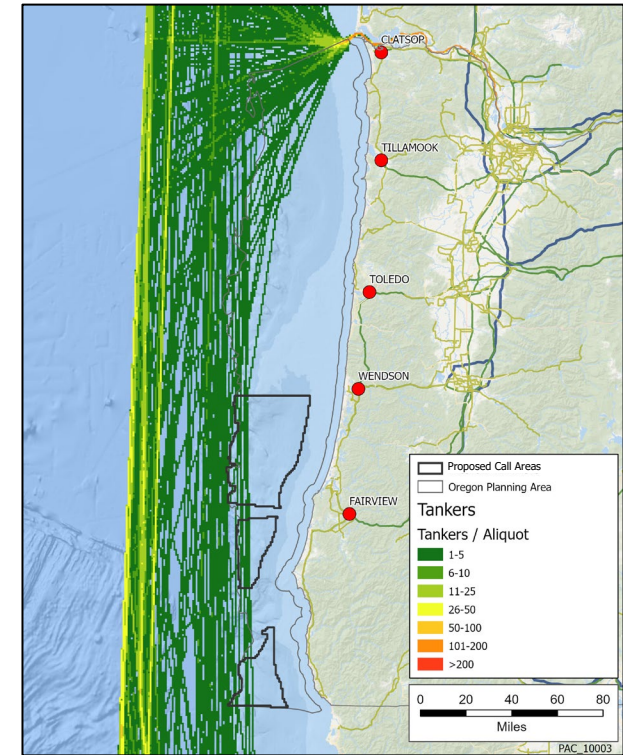 CLATSOP
TILLAMOOK
TOLEDO
WENDSON
FAIRVIEW
Proposed Call Areas
Oregon Planning Area
Tankers
Tankers / Aliquot
1-5
6-10
11-25
26-50
50-100
101-200
>200
0 20 40 60 80
Miles
PAC_10003